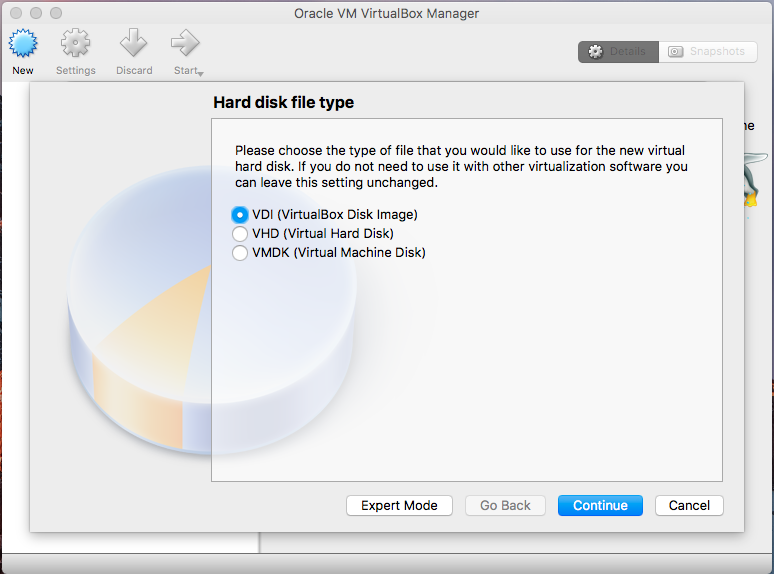 Oracle VM VirtualBox Manager
New
Settings
Discard
Start
Details
Snapshots
Hard disk file type
Please choose the type of file that you would like to use for the new virtual
hard disk. If you do not need to use it with other virtualization software you
can leave this setting unchanged.
VDI (VirtualBox Disk Image)
VHD (Virtual Hard Disk)
VMDK (Virtual Machine Disk)
Expert Mode
Go Back
Continue
Cancel